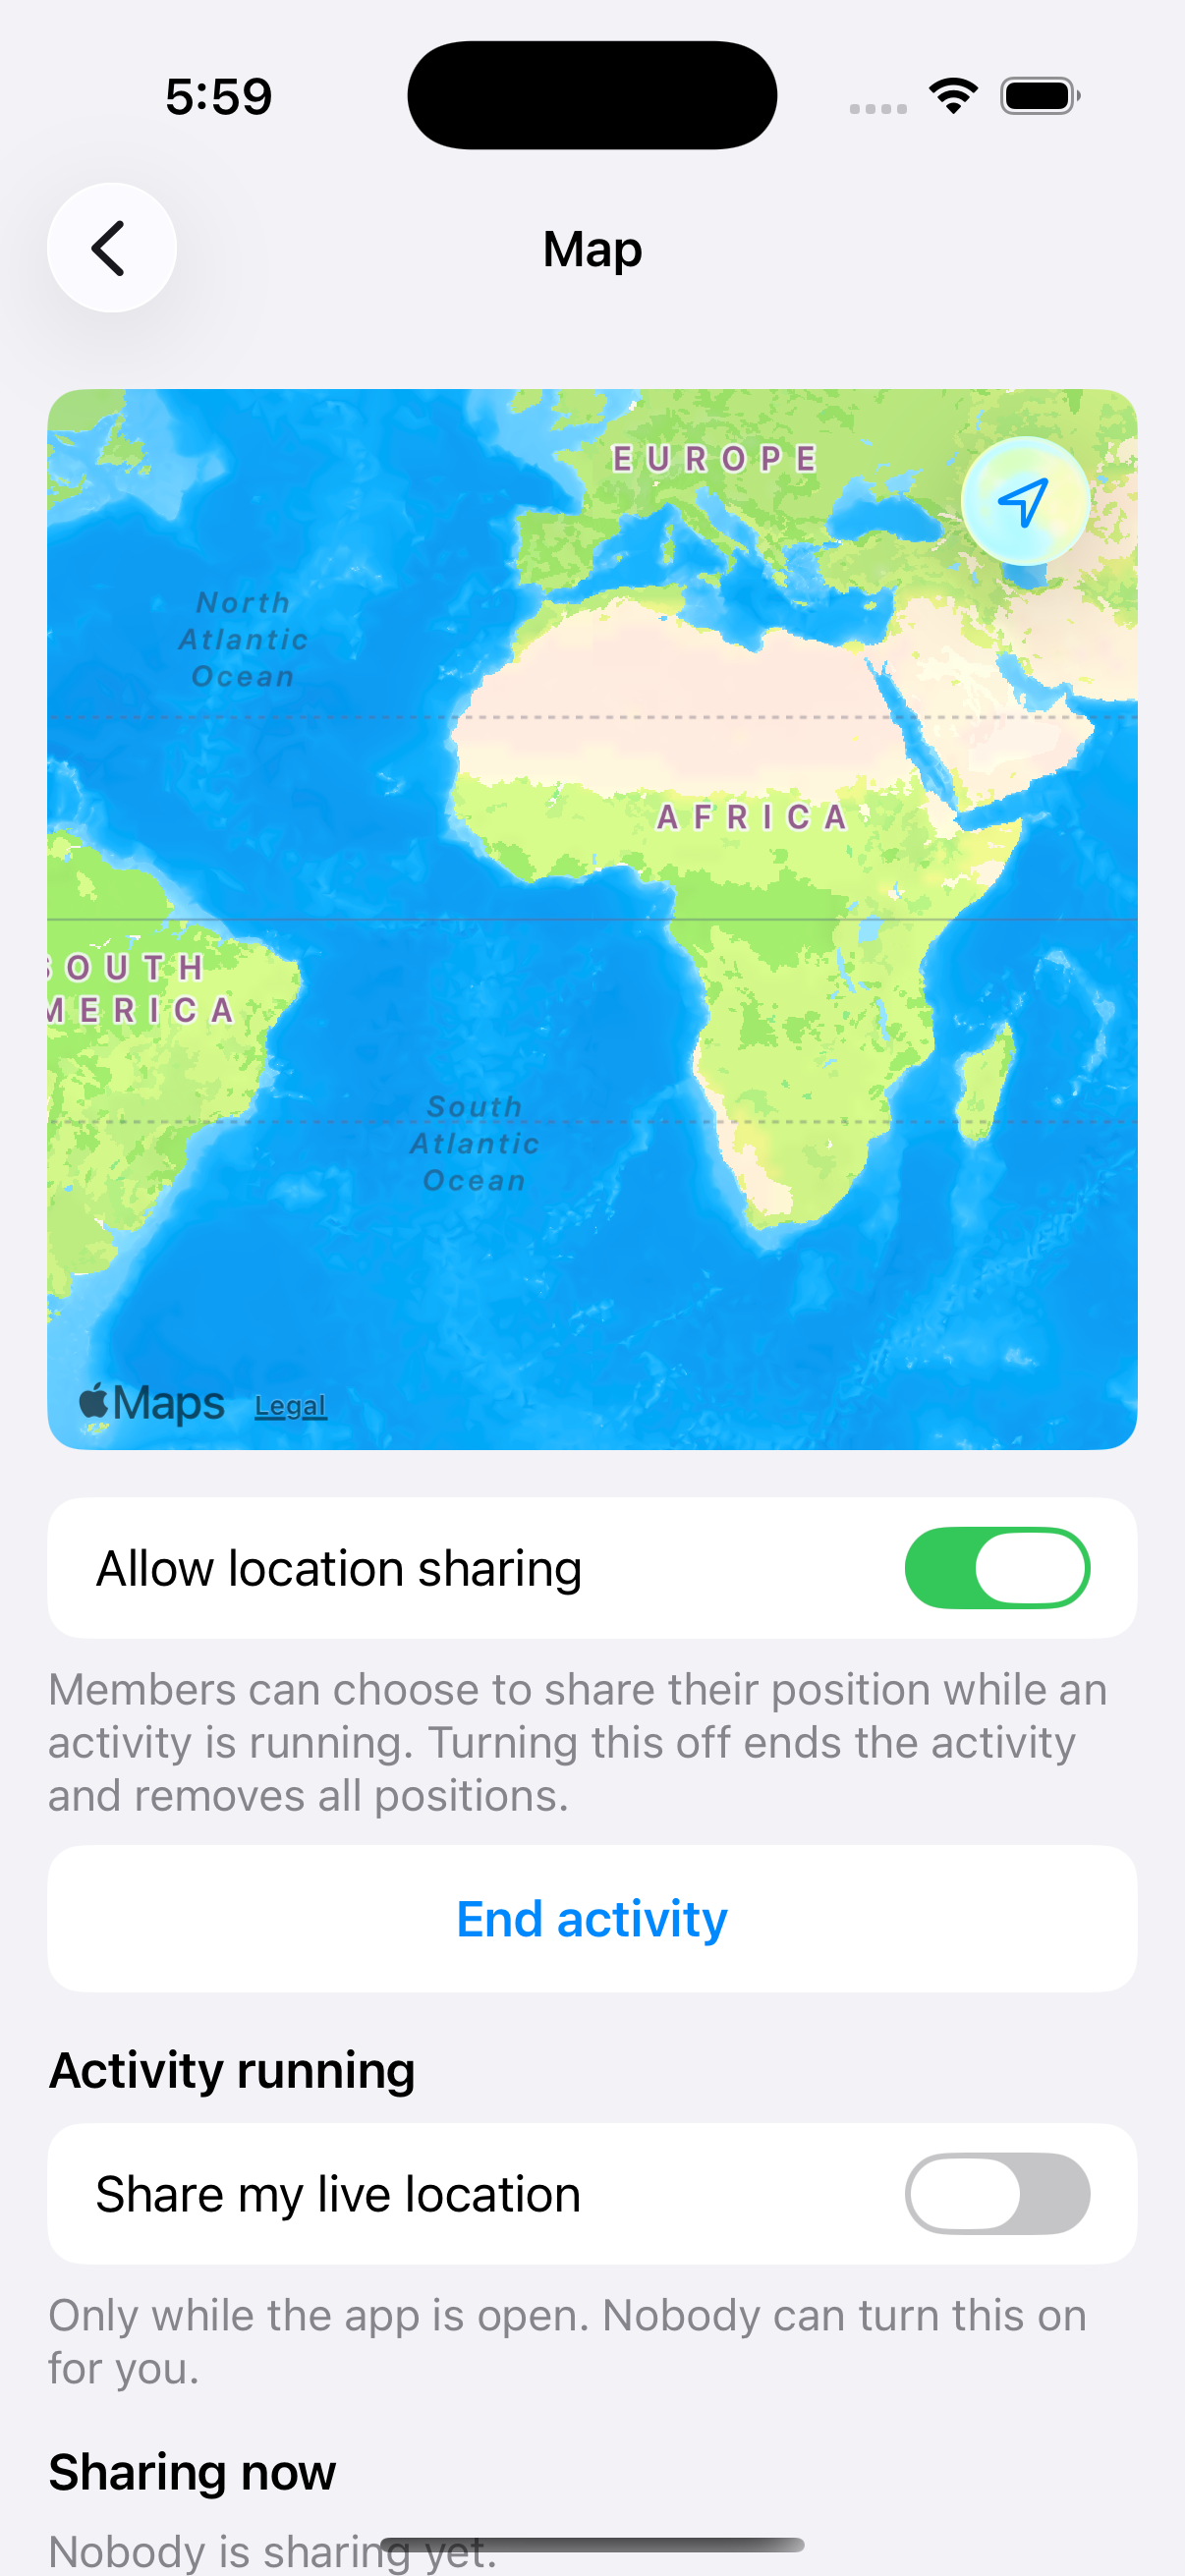 5:59
Map
EUROPE
North
Atlantic
Ocean
AFRICA
SOUTH
MERICA
South
Atlantic
Ocean
Maps Legal
Allow location sharing
Members can choose to share their position while an
activity is running. Turning this off ends the activity
and removes all positions.
End activity
Activity running
Share my live location
Only while the app is open. Nobody can turn this on
for you.
Sharing now
Nobody is sharing yet.